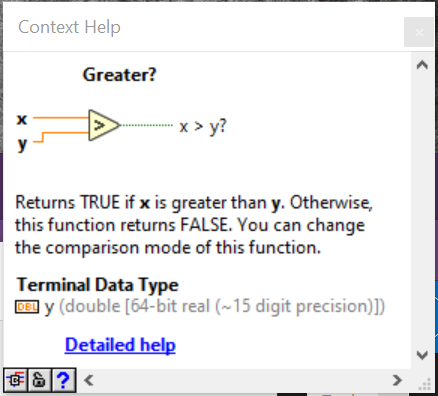 Context Help
Greater?
x
y
>
x > y?
Returns TRUE if x is greater than y. Otherwise,
this function returns FALSE. You can change
the comparison mode of this function.
Terminal Data Type
DBL y (double [64-bit real (~15 digit precision)])
Detailed help
?